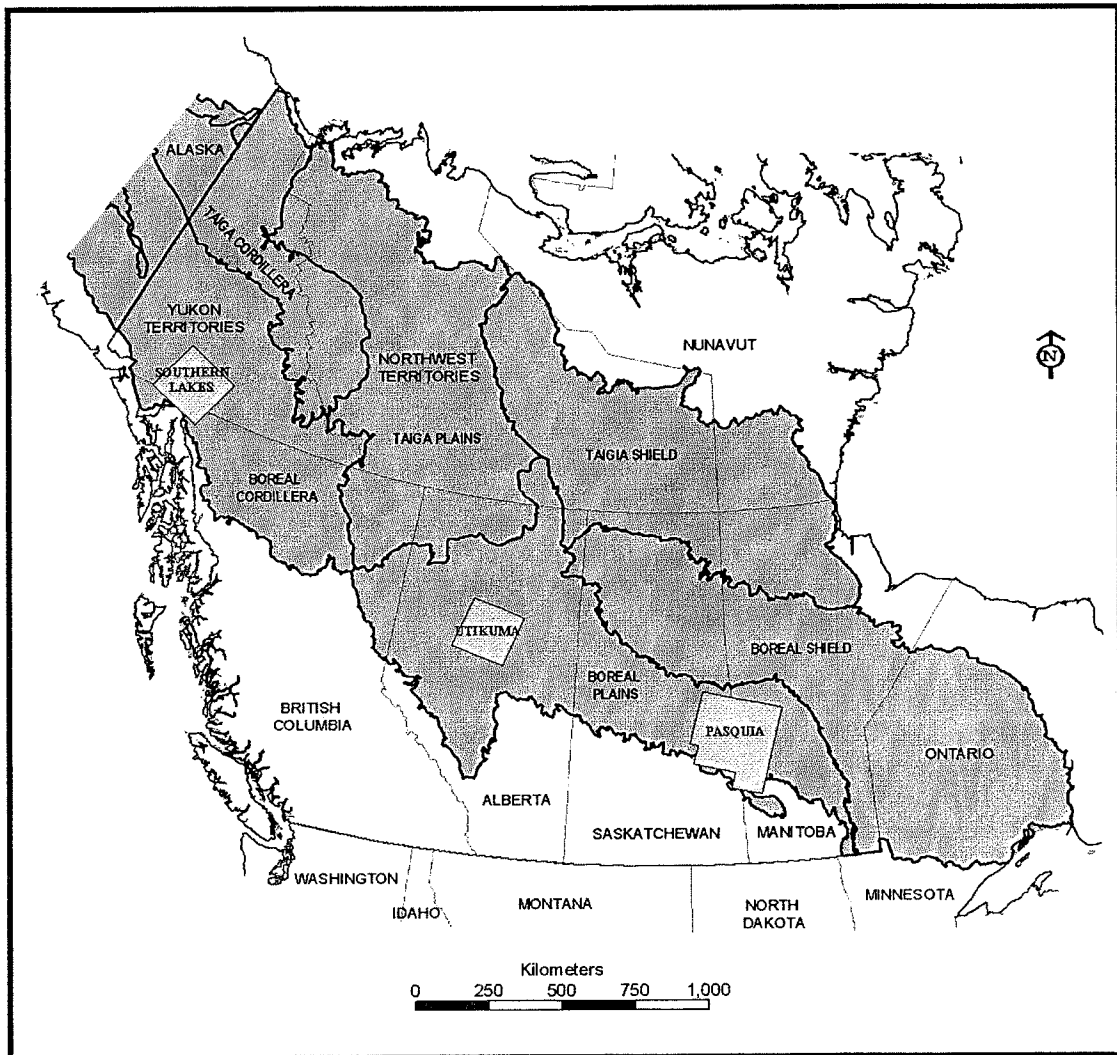 ALASKA
TAIGA CORDILLERA
YUKON
TERRITORIES
SOUTHERN
LAKES
NUNAVUT
N
NORTHWEST
TERRITORIES
TAIGA PLAINS
TAIGIA SHIELD
BOREAL
CORDILLERA
UTIKUMA
BOREAL SHIELD
BOREAL
PLAINS
BRITISH
COLUMBIA
PASQUIA
ONTARIO
ALBERTA
SASKATCHEWAN
MANITOBA
WASHINGTON
IDAHO
MONTANA
NORTH
DAKOTA
MINNESOTA
Kilometers
0 250 500 750 1,000